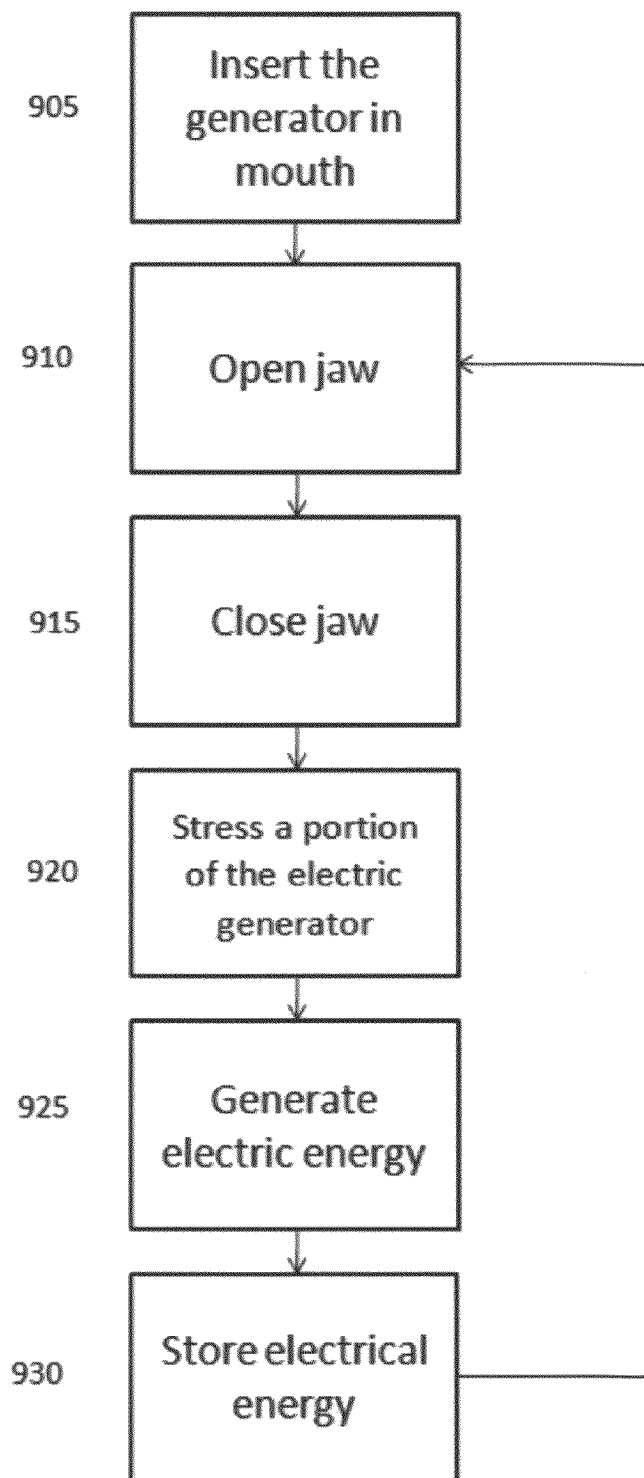 905
Insert the
generator in
mouth
910
Open jaw
915
Close jaw
920
Stress a portion
of the electric
generator
925
Generate
electric energy
930
Store electrical
energy